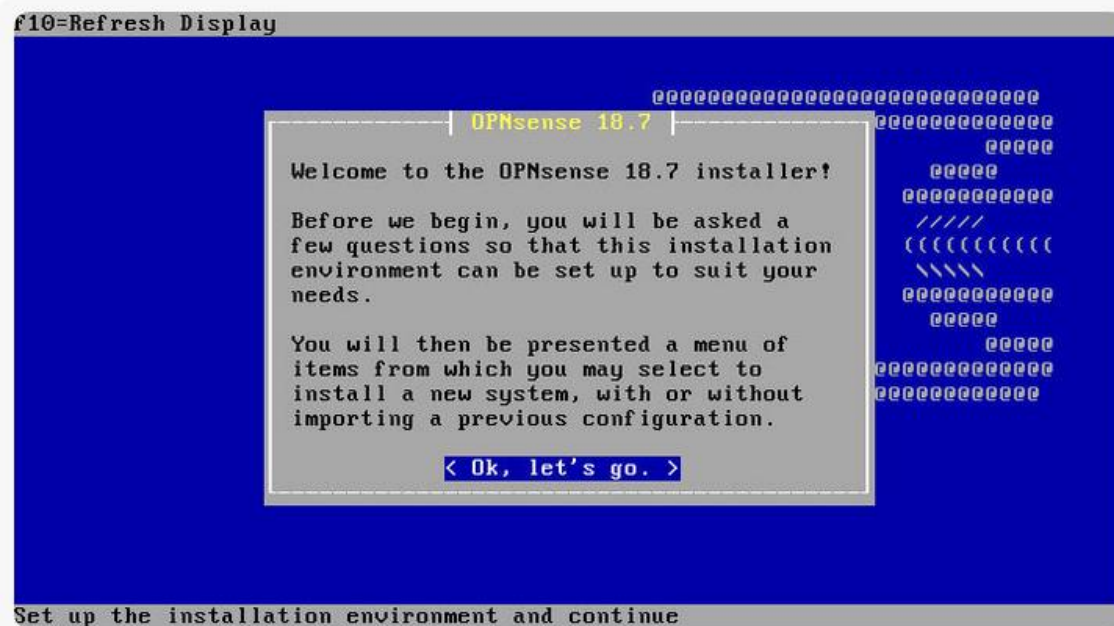 f10=Refresh Display
@@@@@@@@@@@@@@@@@@@@@@@@@@@@
OPNsense 18.7
@@@@@@@@@@@@@
@@@@@
Welcome to the OPNsense 18.7 installer!
@@@@@
@@@@@@@@@@@
Before we begin, you will be asked a
/////
few questions so that this installation
(((((((((((
environment can be set up to suit your
\\\\\
needs.
@@@@@@@@@@@
@@@@@
You will then be presented a menu of
@@@@@
items from which you may select to
@@@@@@@@@@@@@
install a new system, with or without
@@@@@@@@@@@@
importing a previous configuration.
< Ok, let's go. >
Set up the installation environment and continue